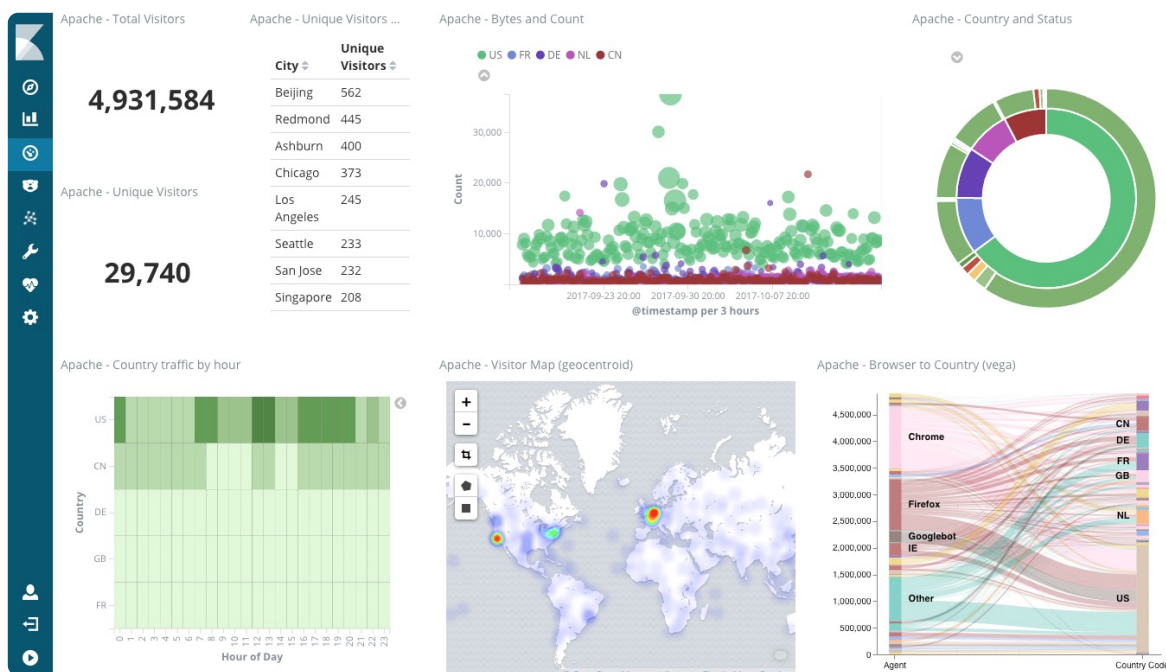 Apache - Total Visitors
4,931,584
Apache - Unique Visitors
29,740
Apache - Unique Visitors ...
City Unique Visitors
Beijing 562
Redmond 445
Ashburn 400
Chicago 373
Los Angeles 245
Seattle 233
San Jose 232
Singapore 208
Apache - Bytes and Count
US FR DE NL CN
Count
30,000
20,000
10,000
2017-09-23 20:00 2017-09-30 20:00 2017-10-07 20:00
@timestamp per 3 hours
Apache - Country and Status
Apache - Country traffic by hour
Country
US
CN
DE
GB
FR
0 1 2 3 4 5 6 7 8 9 10 11 12 13 14 15 16 17 18 19 20 21 22 23
Hour of Day
Apache - Visitor Map (geocentroid)
+
−
Apache - Browser to Country (vega)
4,500,000
4,000,000
3,500,000
3,000,000
2,500,000
2,000,000
1,500,000
1,000,000
500,000
0
Chrome
Firefox
Googlebot
IE
Other
CN
DE
FR
GB
NL
US
Agent
Country Code